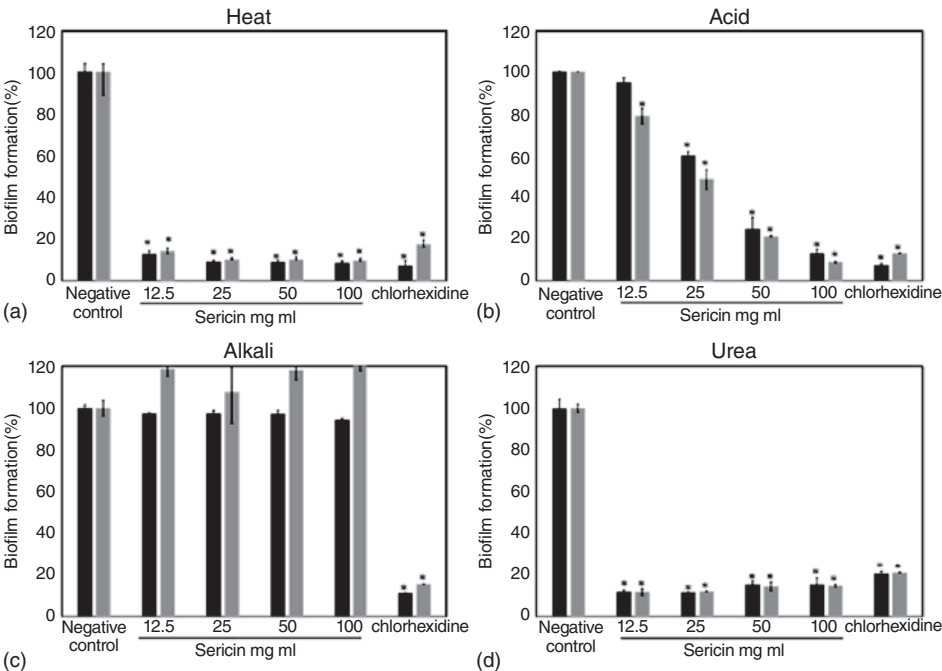 Heat
Biofilm formation(%)
120
100
80
60
40
20
0
Negative control
12.5 25 50 100 chlorhexidine
Sericin mg ml
(a)
Acid
Biofilm formation(%)
120
100
80
60
40
20
0
Negative control
12.5 25 50 100 chlorhexidine
Sericin mg ml
(b)
Alkali
Biofilm formation(%)
120
100
80
60
40
20
0
Negative control
12.5 25 50 100 chlorhexidine
Sericin mg ml
(c)
Urea
Biofilm formation(%)
120
100
80
60
40
20
0
Negative control
12.5 25 50 100 chlorhexidine
Sericin mg ml
(d)